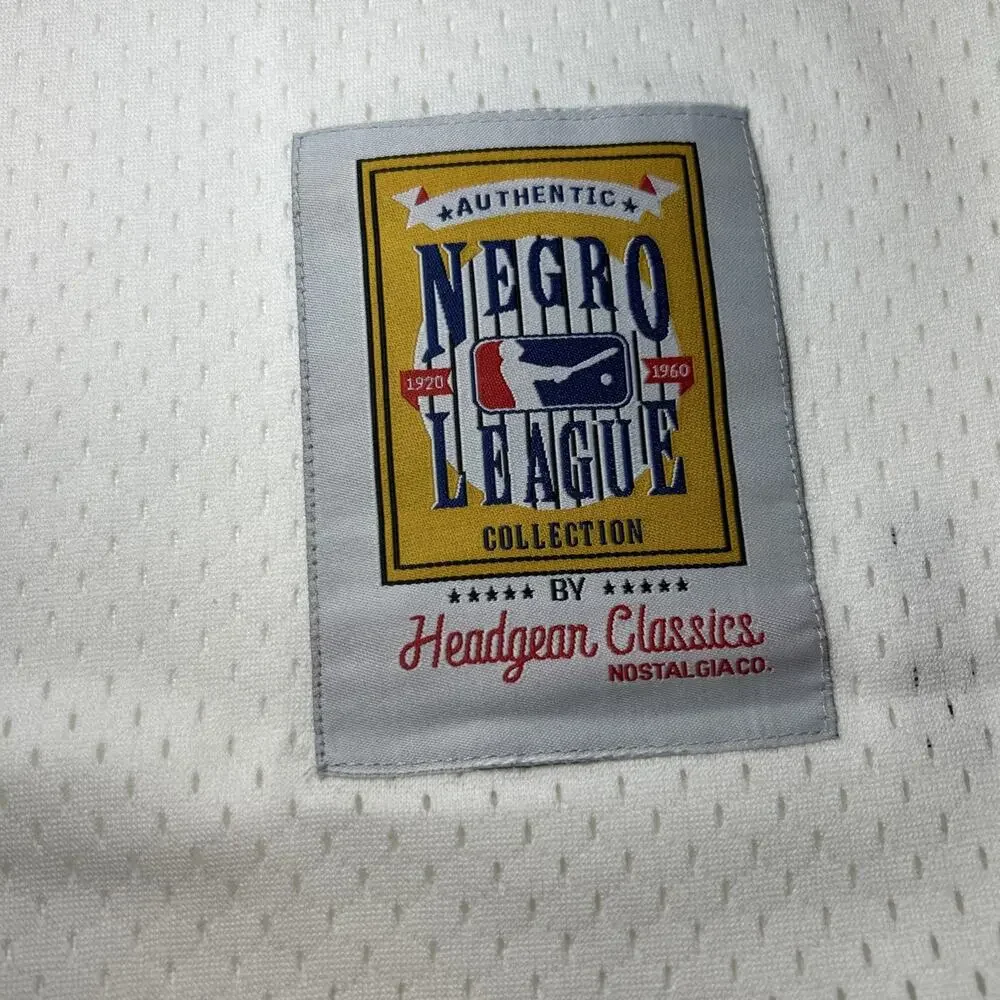 ★AUTHENTIC★
NEGRO
1920 1960
LEAGUE
COLLECTION
★★★★★ BY ★★★★★
Headgear Classics
NOSTALGIA CO.